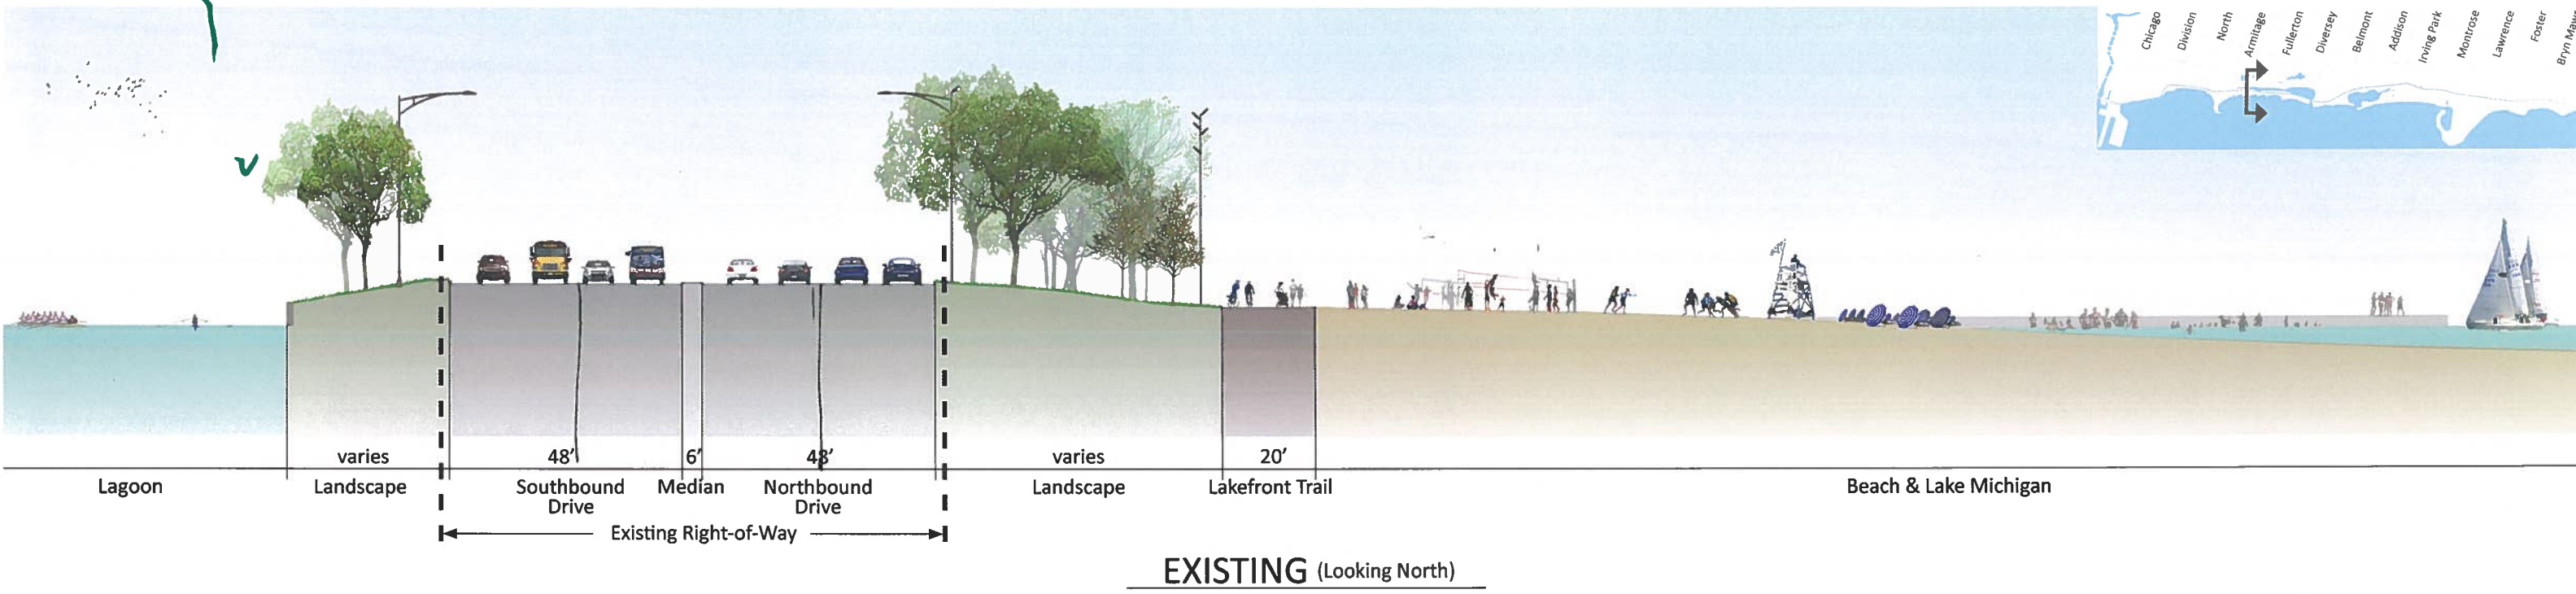 Chicago
Division
North
Armitage
Fullerton
Diversey
Belmont
Addison
Irving Park
Montrose
Lawrence
Foster
Bryn Maw
varies
48'
6'
48'
varies
20'
Lagoon
Landscape
Southbound
Drive
Median
Northbound
Drive
Landscape
Lakefront Trail
Beach & Lake Michigan
Existing Right-of-Way
EXISTING (Looking North)